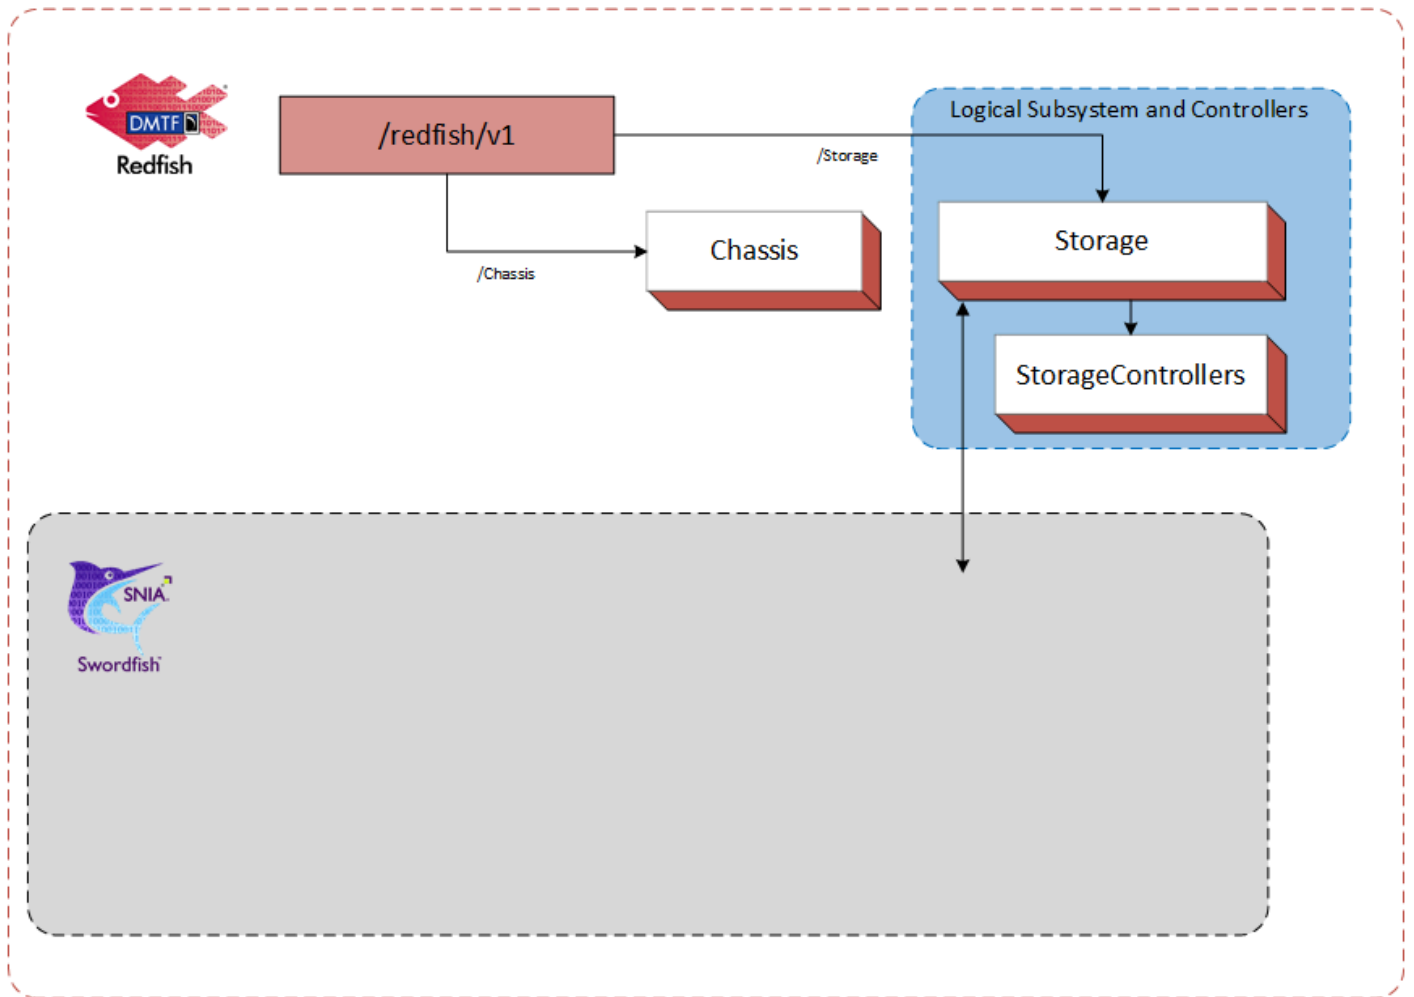 DMTF
Redfish
/redfish/v1
/Storage
Logical Subsystem and Controllers
Storage
Chassis
/Chassis
StorageControllers
SNIA
Swordfish